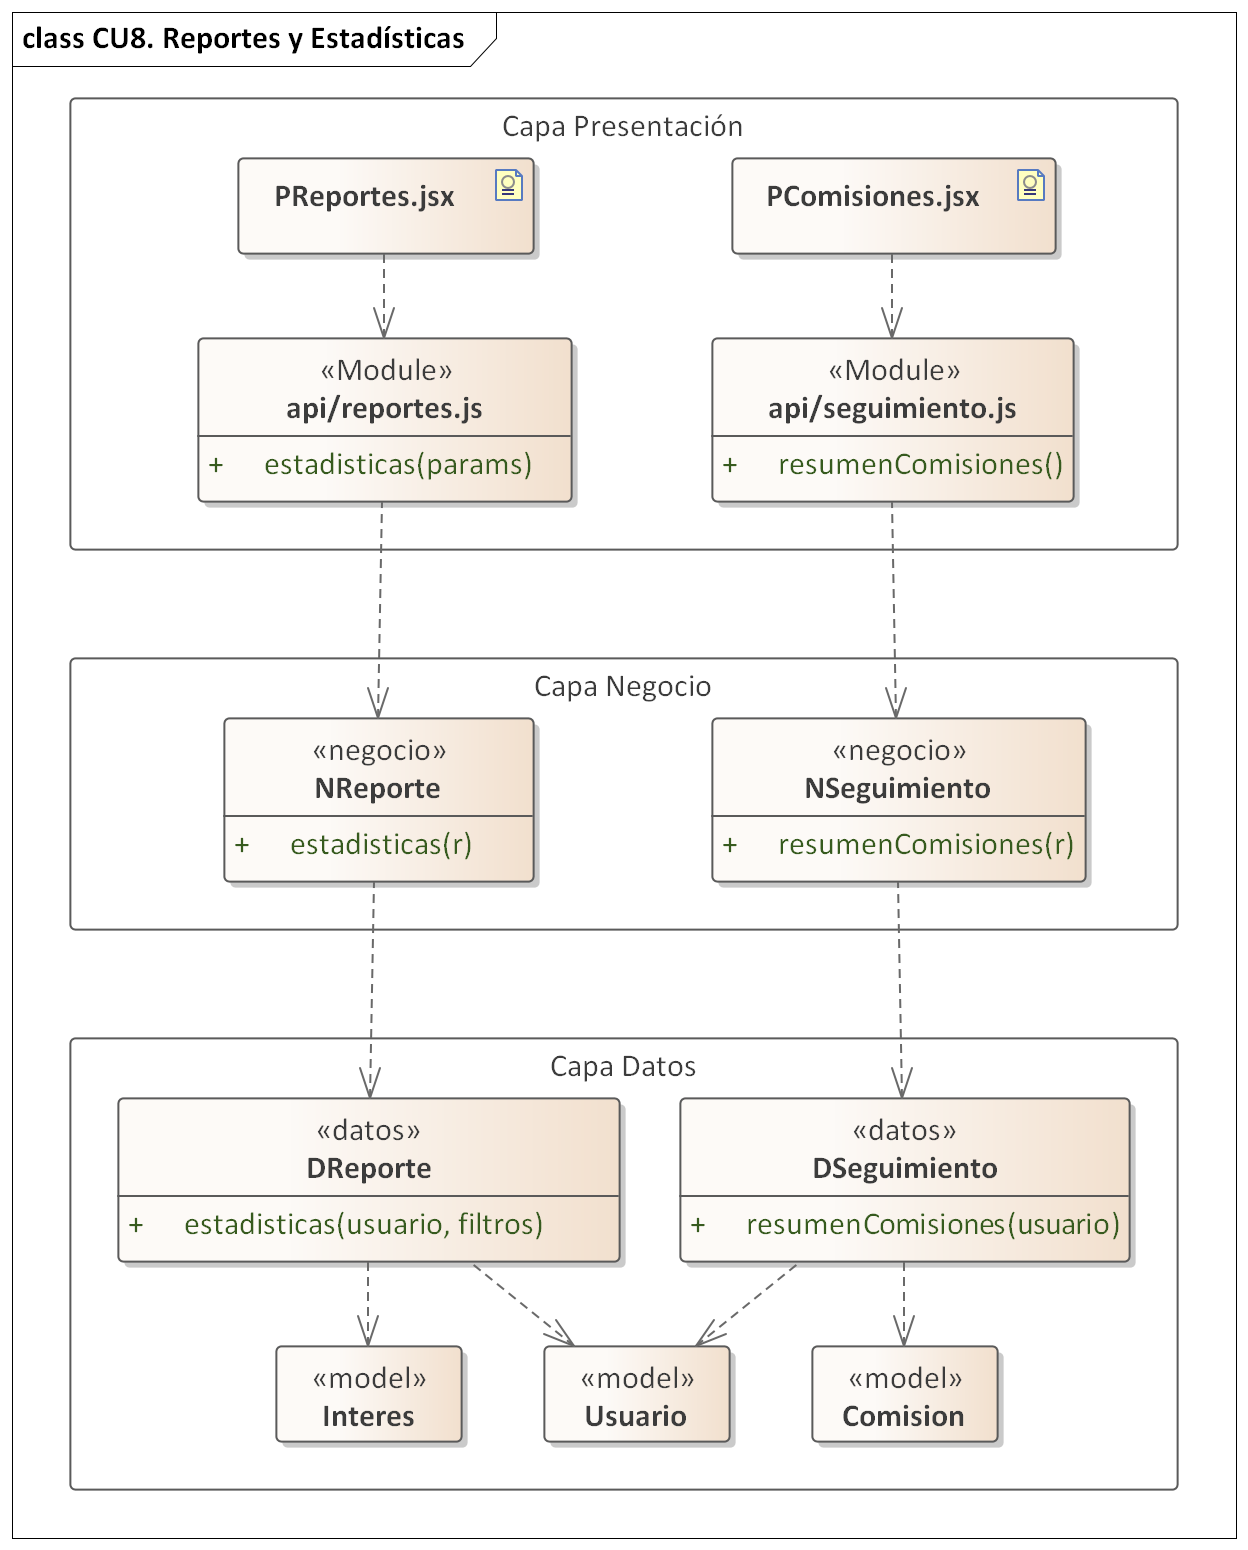 class CU8. Reportes y Estadísticas
Capa Presentación
PReportes.jsx
PComisiones.jsx
«Module»
api/reportes.js
+ estadisticas(params)
«Module»
api/seguimiento.js
+ resumenComisiones()
Capa Negocio
«negocio»
NReporte
+ estadisticas(r)
«negocio»
NSeguimiento
+ resumenComisiones(r)
Capa Datos
«datos»
DReporte
+ estadisticas(usuario, filtros)
«datos»
DSeguimiento
+ resumenComisiones(usuario)
«model»
Interes
«model»
Usuario
«model»
Comision